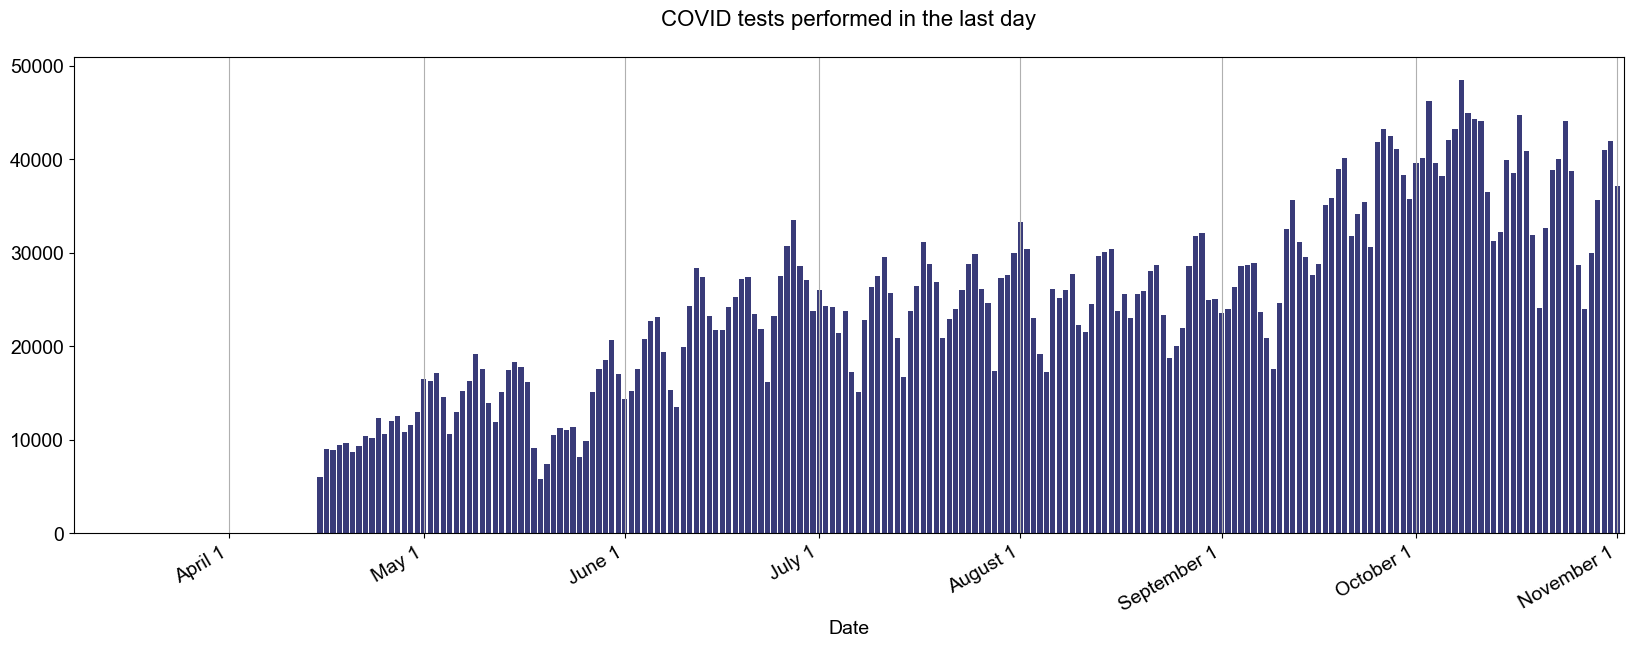 COVID tests performed in the last day
50000
40000
30000
20000
10000
0
April 1
May 1
June 1
July 1
August 1
September 1
October 1
November 1
Date